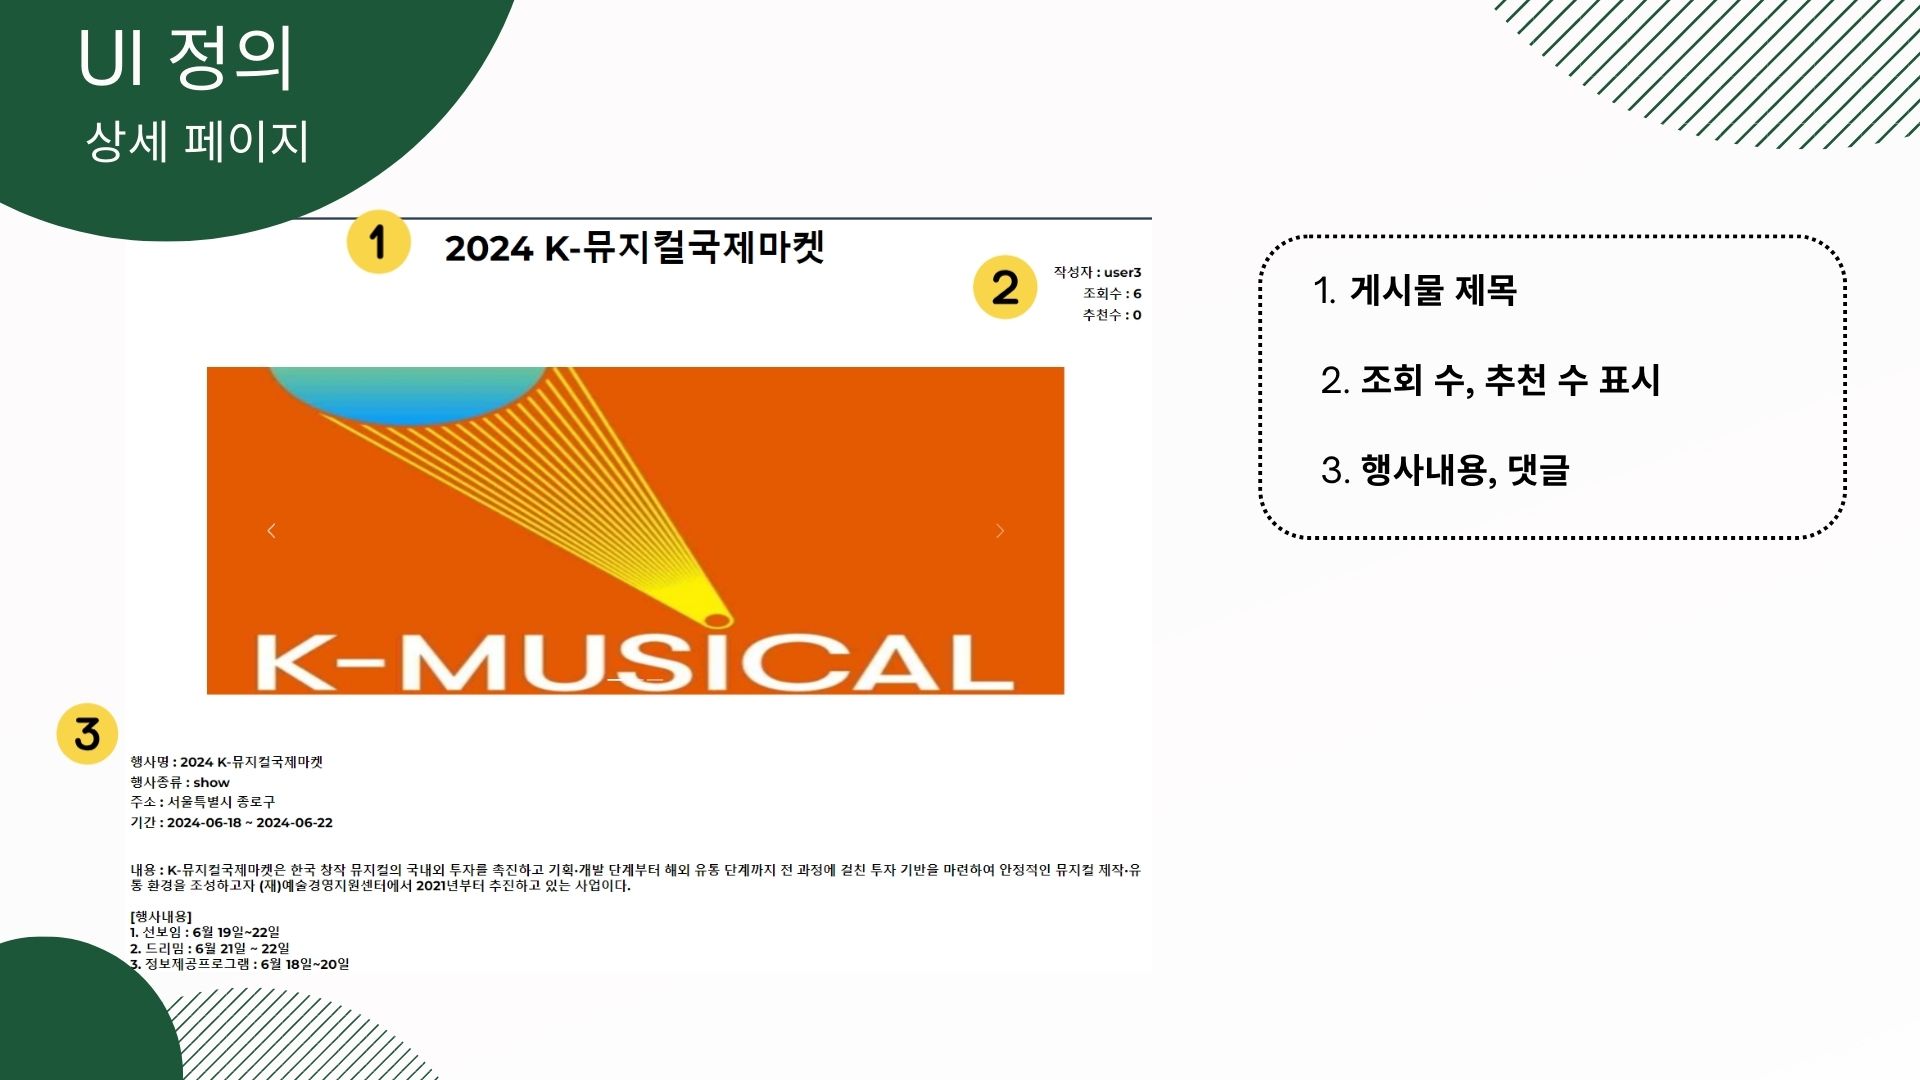 UI 정의
상세 페이지
1
2024 K-뮤지컬국제마켓
2
작성자 : user3
조회수 : 6
추천수 : 0
K-MUSICAL
3
행사명 : 2024 K-뮤지컬국제마켓
행사종류 : show
주소 : 서울특별시 종로구
기간 : 2024-06-18 ~ 2024-06-22
내용 : K-뮤지컬국제마켓은 한국 창작 뮤지컬의 국내외 투자를 촉진하고 기획·개발 단계부터 해외 유통 단계까지 전 과정에 걸친 투자 기반을 마련하여 안정적인 뮤지컬 제작·유
통 환경을 조성하고자 (재)예술경영지원센터에서 2021년부터 추진하고 있는 사업이다.
[행사내용]
1. 선보임 : 6월 19일~22일
2. 드리밈 : 6월 21일 ~ 22일
3. 정보제공프로그램 : 6월 18일~20일
1. 게시물 제목
2. 조회 수, 추천 수 표시
3. 행사내용, 댓글